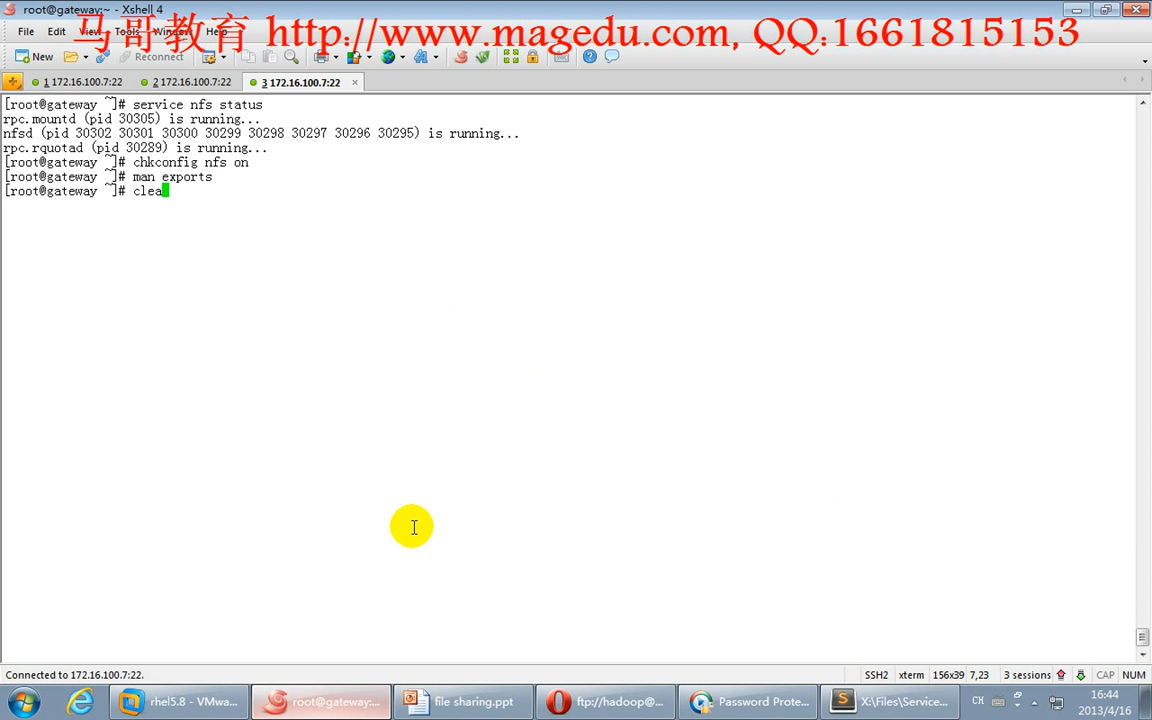 root@gateway:~ - Xshell 4
File Edit View Tools Window Help
马哥教育 http://www.magedu.com, QQ:1661815153
New Reconnect
1 172.16.100.7:22 2 172.16.100.7:22 3 172.16.100.7:22
[root@gateway ~]# service nfs status
rpc.mountd (pid 30305) is running...
nfsd (pid 30302 30301 30300 30299 30298 30297 30296 30295) is running...
rpc.rquotad (pid 30289) is running...
[root@gateway ~]# chkconfig nfs on
[root@gateway ~]# man exports
[root@gateway ~]# clea
Connected to 172.16.100.7:22. SSH2 xterm 156x39 7,23 3 sessions CAP NUM
rhel5.8 - VMwa... root@gateway:... file sharing.ppt ftp://hadoop@... Password Prote... X:\Files\Service... CH 16:44
2013/4/16